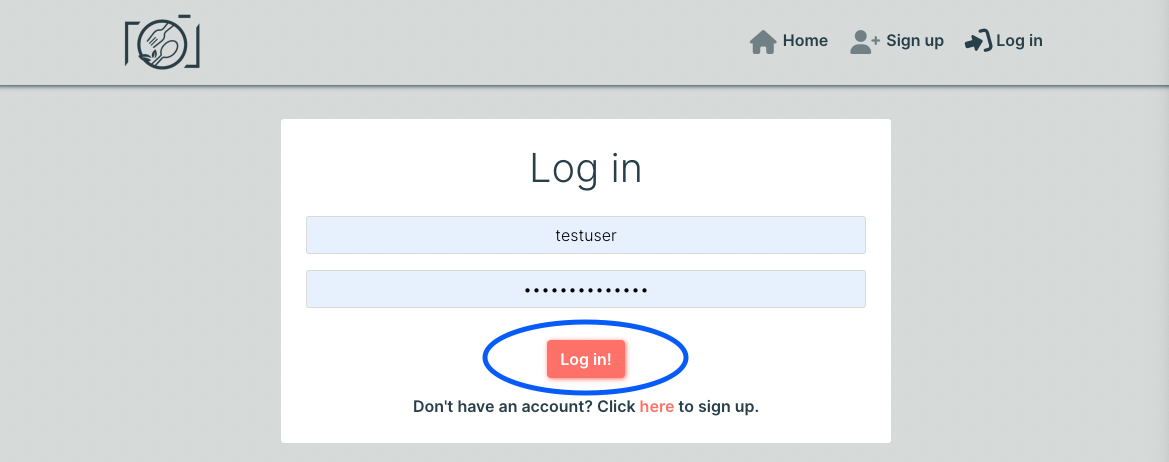 Home Sign up Log in
Log in
testuser
••••••••••••••
Log in!
Don't have an account? Click here to sign up.